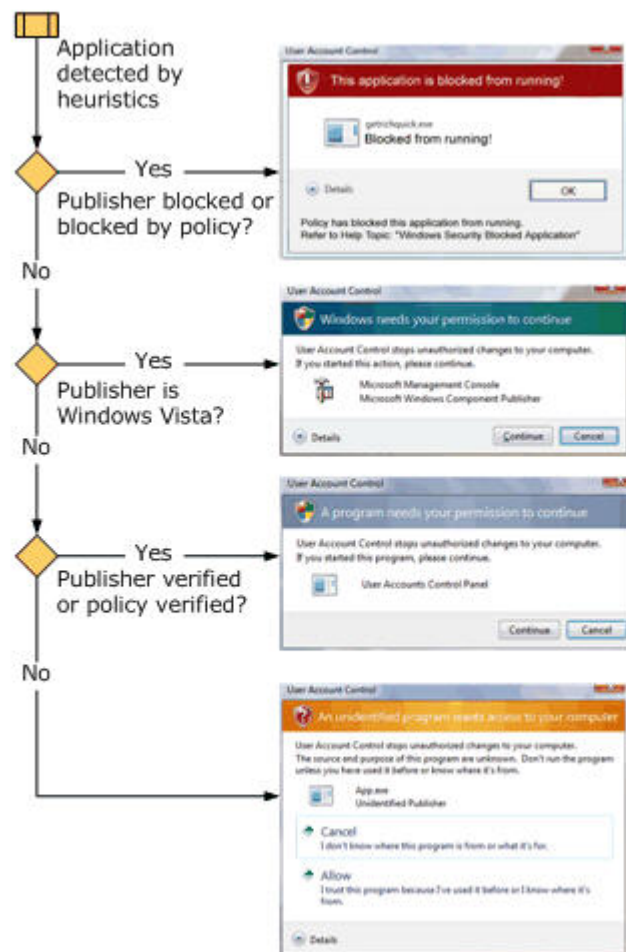 Application
detected by
heuristics
User Account Control
This application is blocked from running!
getrichquick.exe
Blocked from running!
Details
OK
Policy has blocked this application from running.
Refer to Help Topic: "Windows Security Blocked Application"
Yes
Publisher blocked or
blocked by policy?
No
User Account Control
Windows needs your permission to continue
User Account Control stops unauthorized changes to your computer.
If you started this action, please continue.
Microsoft Management Console
Microsoft Windows Component Publisher
Details
Continue
Cancel
Yes
Publisher is
Windows Vista?
No
User Account Control
A program needs your permission to continue
User Account Control stops unauthorized changes to your computer.
If you started this program, please continue.
User Accounts Control Panel
Continue
Cancel
Yes
Publisher verified
or policy verified?
No
User Account Control
An unidentified program needs access to your computer
User Account Control stops unauthorized changes to your computer.
The source and purpose of this program are unknown. Don't run the program
unless you have used it before or know where it's from.
App.exe
Unidentified Publisher
Cancel
I don't know where this program is from or what it's for.
Allow
I trust this program because I've used it before or I know where it's
from.
Details